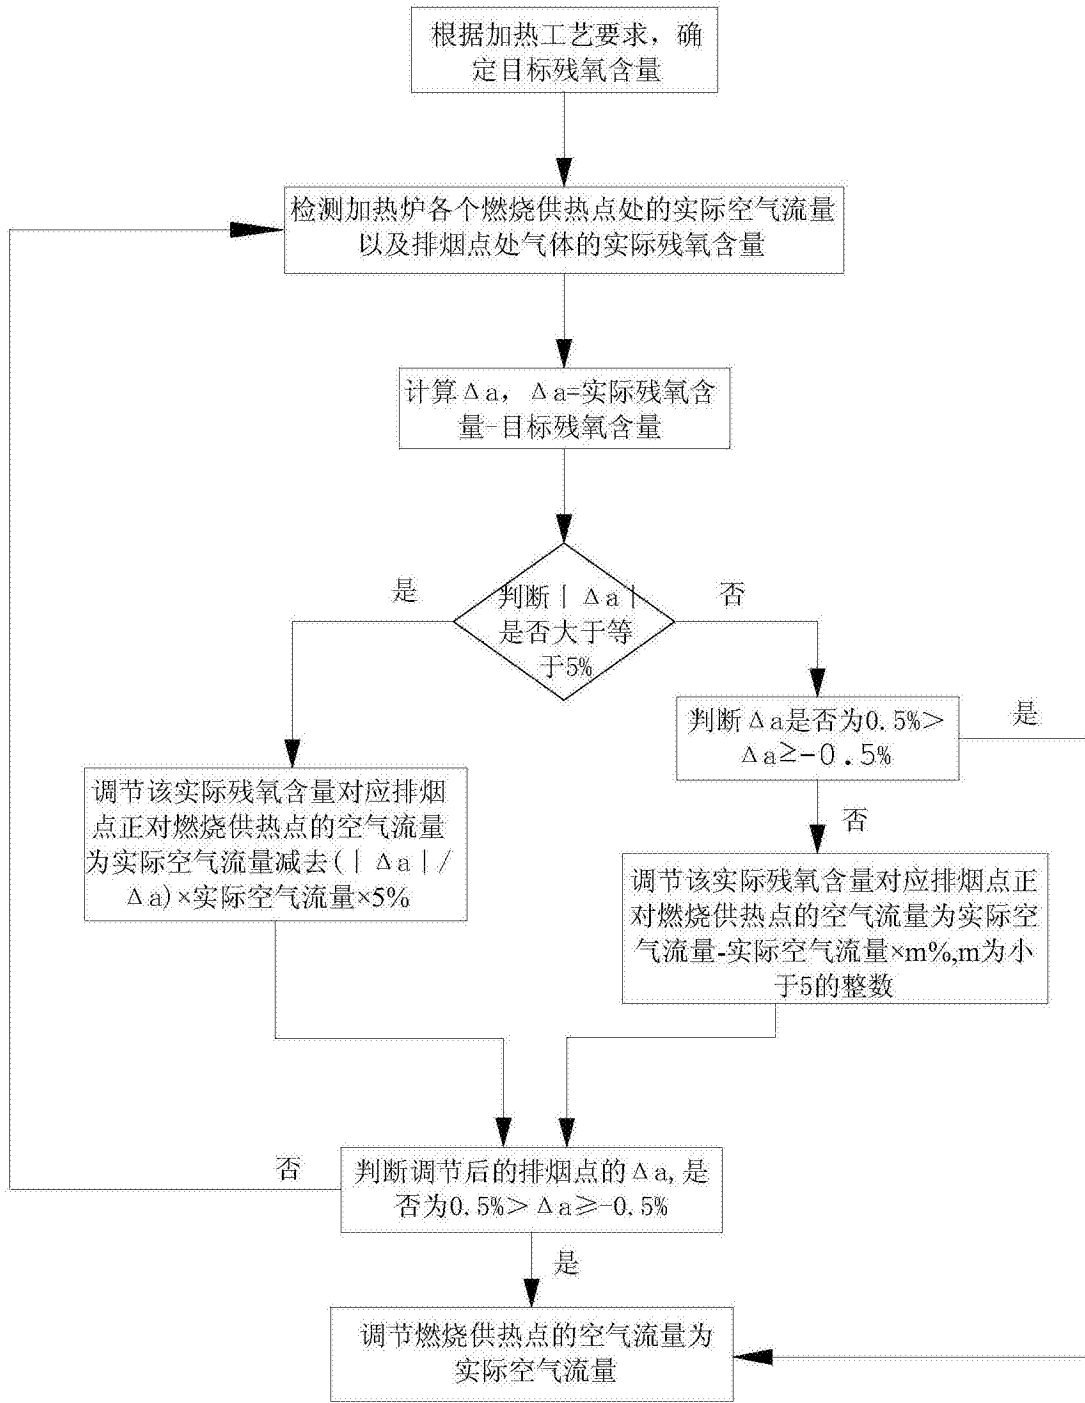 根据加热工艺要求，确
定目标残氧含量
检测加热炉各个燃烧供热点处的实际空气流量
以及排烟点处气体的实际残氧含量
计算Δa，Δa=实际残氧含
量-目标残氧含量
是
否
判断｜Δa｜
是否大于等
于5%
判断Δa是否为0.5%＞
Δa≥-0.5%
是
调节该实际残氧含量对应排烟
点正对燃烧供热点的空气流量
为实际空气流量减去(｜Δa｜/
Δa)×实际空气流量×5%
否
调节该实际残氧含量对应排烟点正
对燃烧供热点的空气流量为实际空
气流量-实际空气流量×m%,m为小
于5的整数
否
判断调节后的排烟点的Δa,是
否为0.5%＞Δa≥-0.5%
是
调节燃烧供热点的空气流量为
实际空气流量